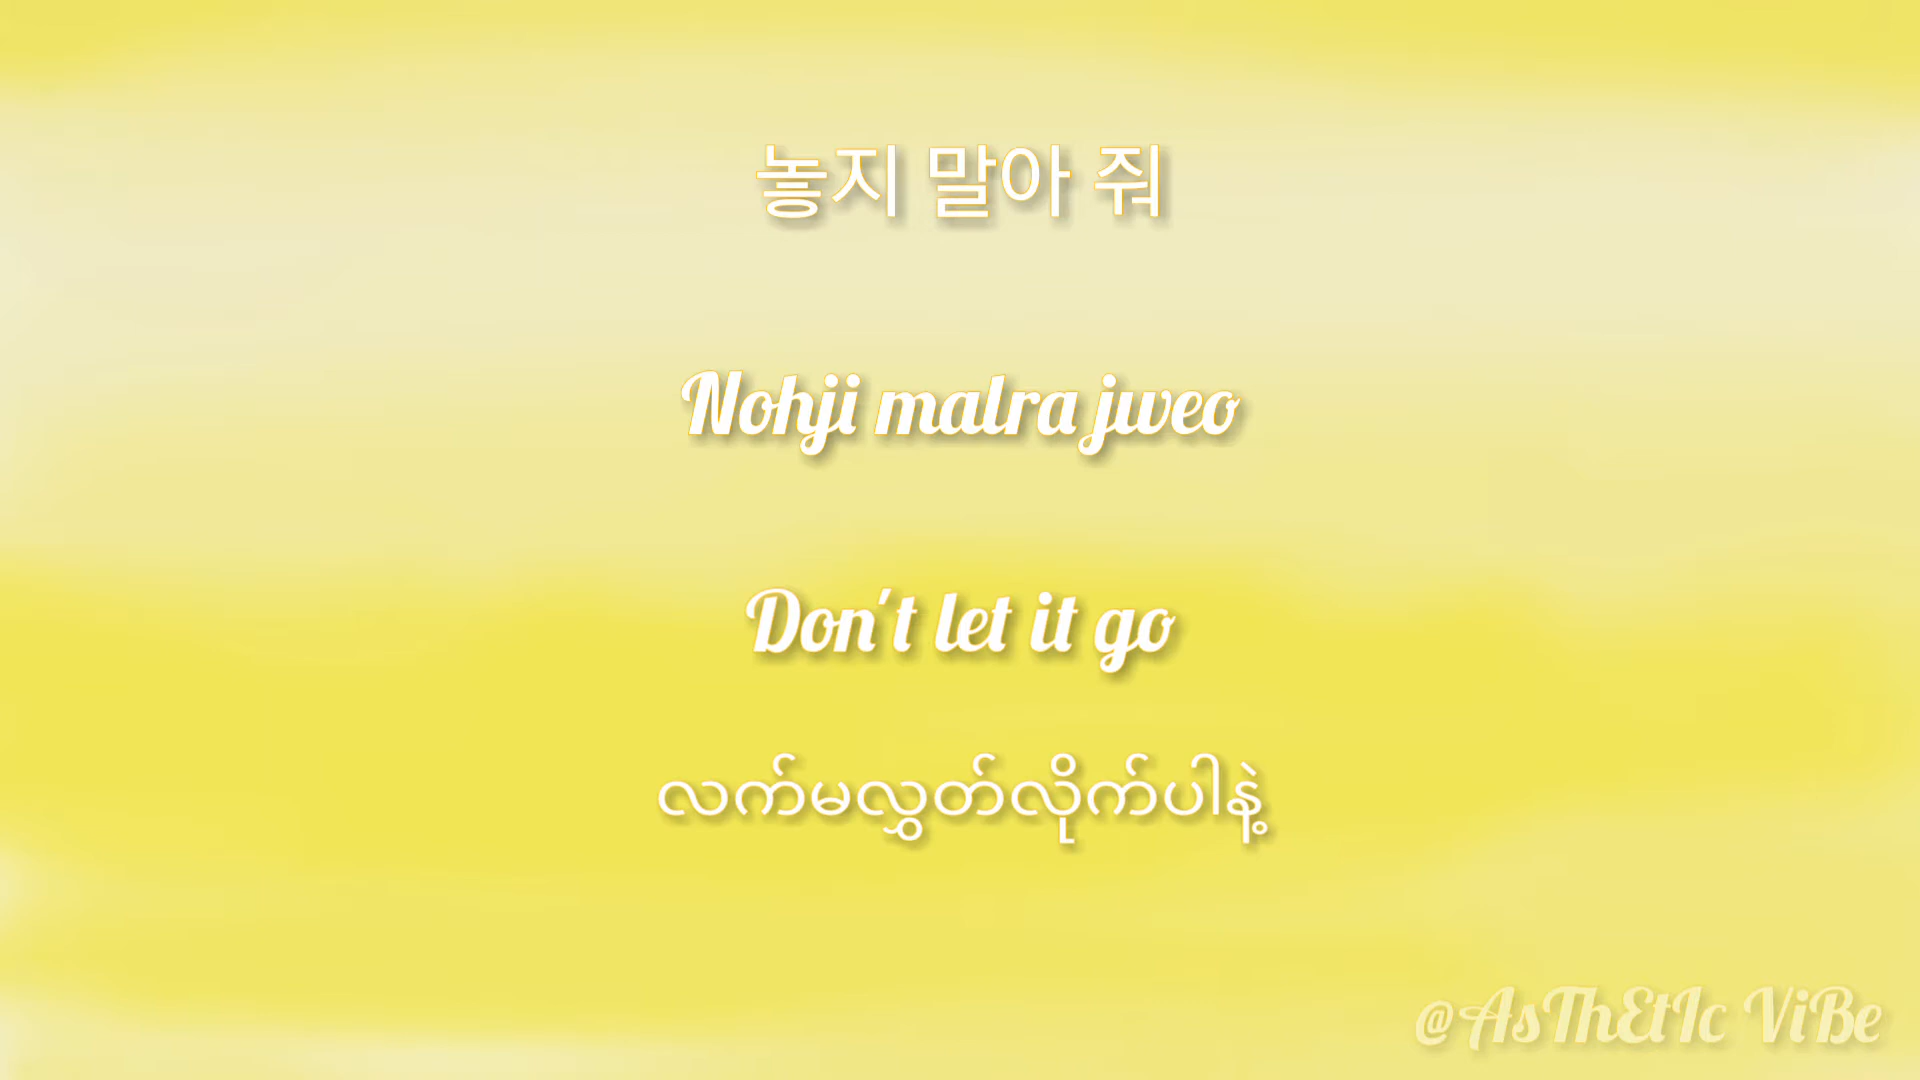 놓지 말아 줘
Nohji malra jweo
Don't let it go
လက်မလွှတ်လိုက်ပါနဲ့
@AsThEtIc ViBe